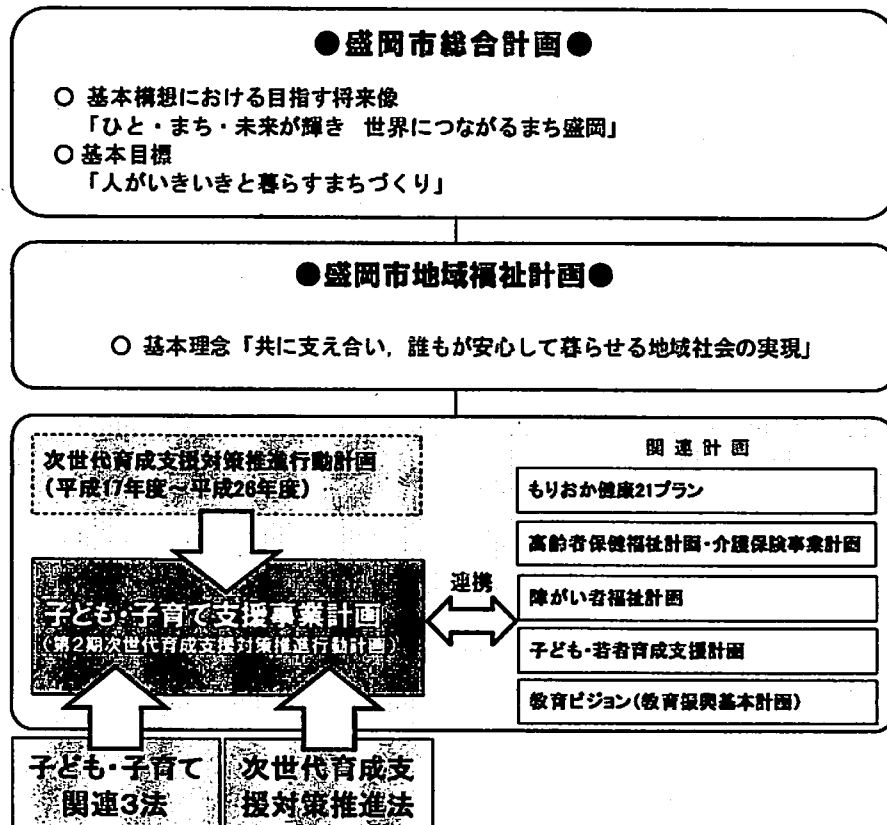 ●盛岡市総合計画●
○ 基本構想における目指す将来像
「ひと・まち・未来が輝き 世界につながるまち盛岡」
○ 基本目標
「人がいきいきと暮らすまちづくり」
●盛岡市地域福祉計画●
○ 基本理念「共に支え合い，誰もが安心して暮らせる地域社会の実現」
次世代育成支援対策推進行動計画
(平成17年度～平成26年度)
子ども・子育て支援事業計画
(第2期次世代育成支援対策推進行動計画)
連携
関連計画
もりおか健康21プラン
高齢者保健福祉計画・介護保険事業計画
障がい者福祉計画
子ども・若者育成支援計画
教育ビジョン(教育振興基本計画)
子ども・子育て
関連3法
次世代育成支
援対策推進法